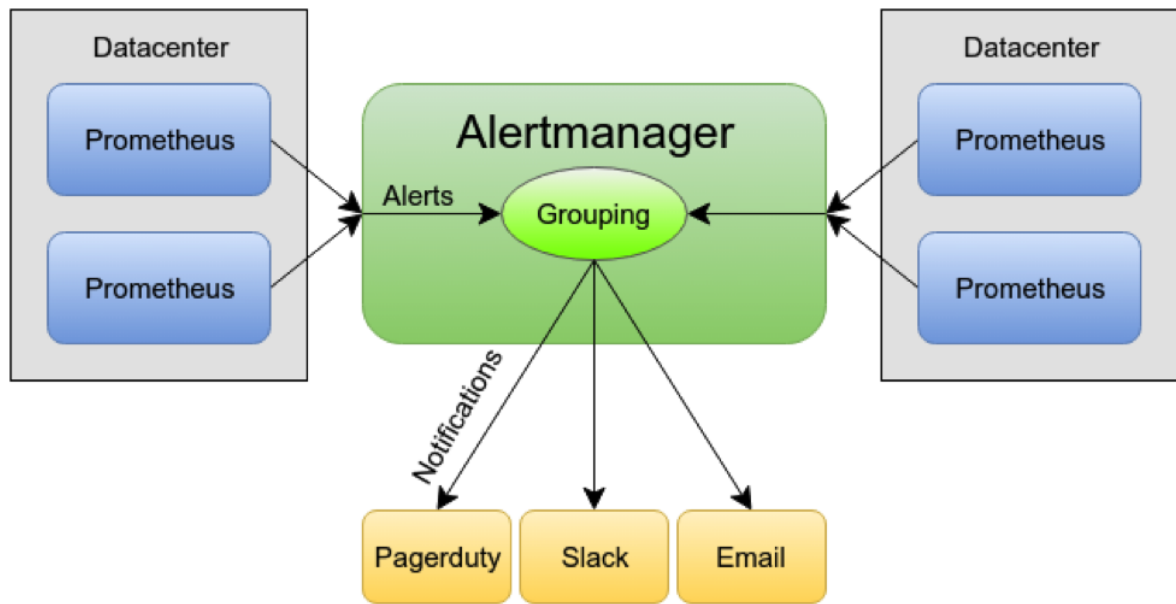 Datacenter
Prometheus
Prometheus
Alertmanager
Alerts
Grouping
Datacenter
Prometheus
Prometheus
Notifications
Pagerduty
Slack
Email